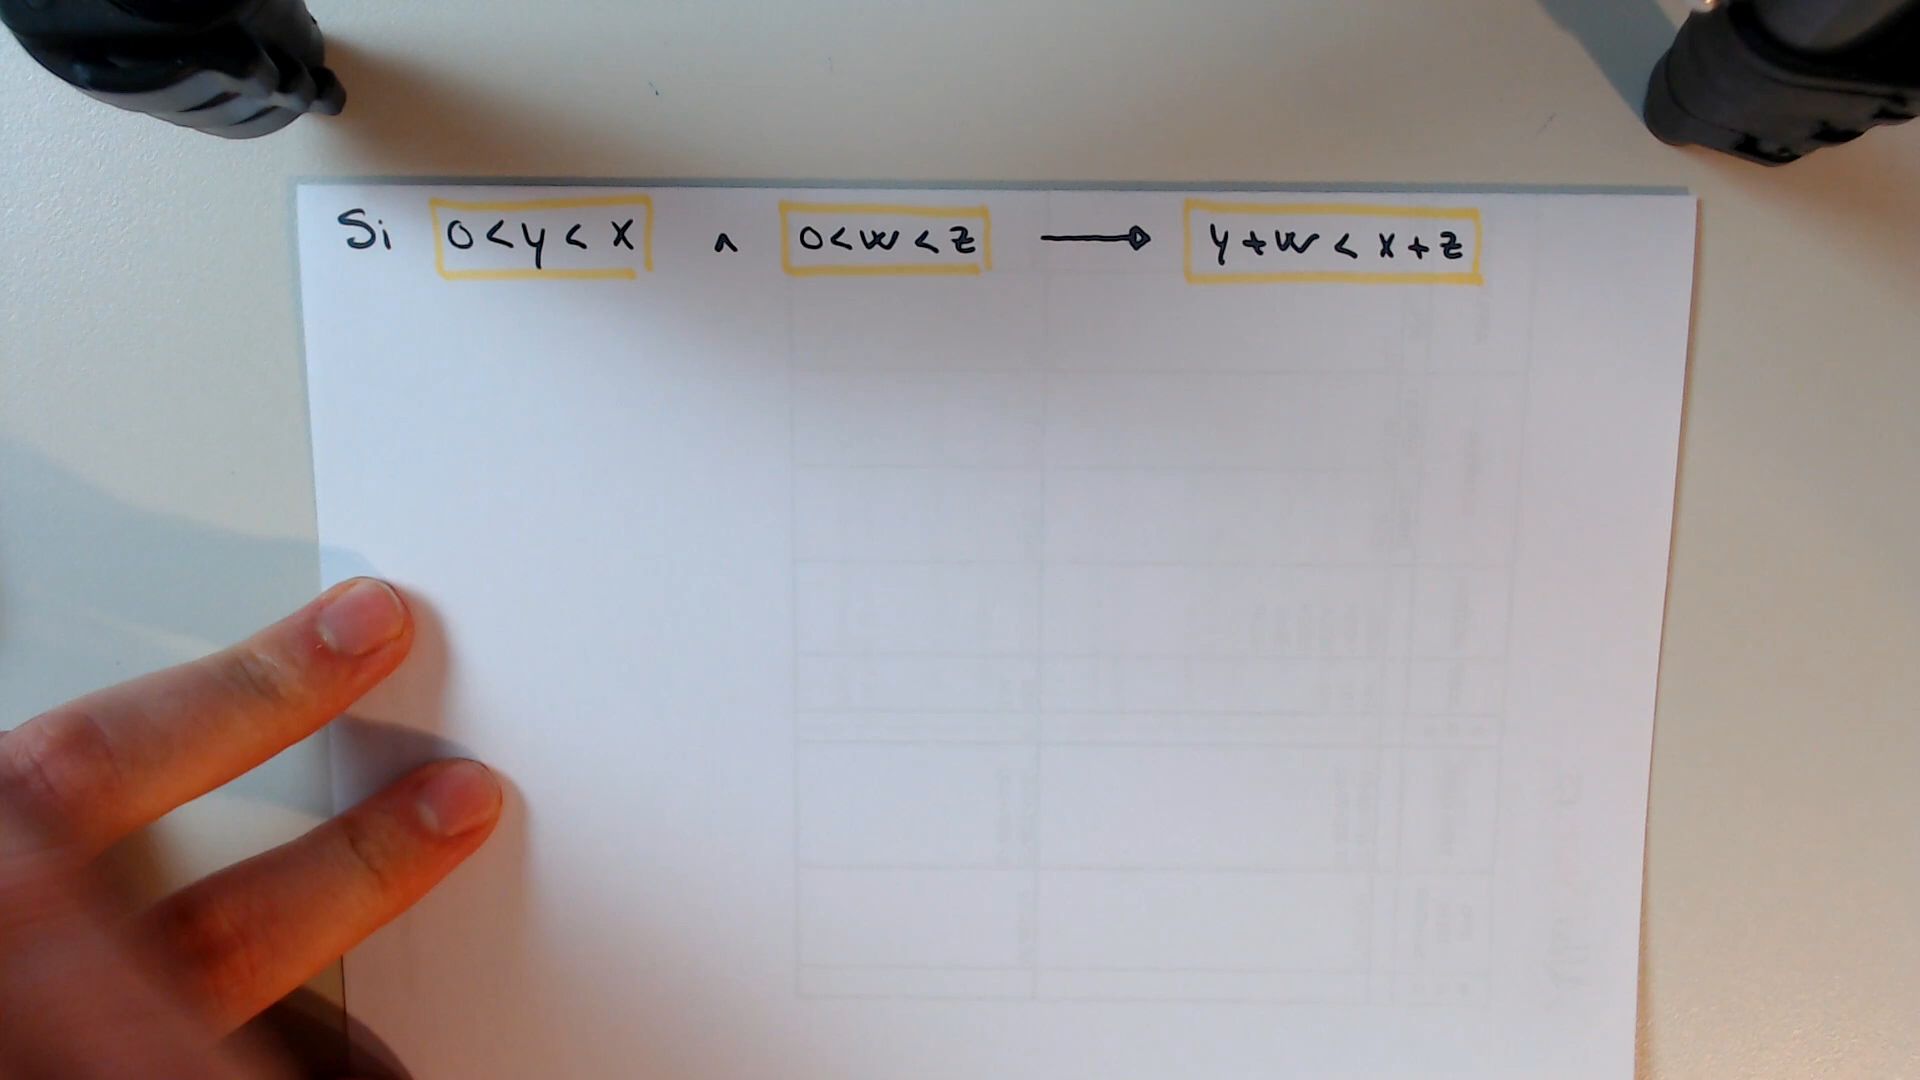 Si 0<y<x ∧ 0<w<z → y+w<x+z